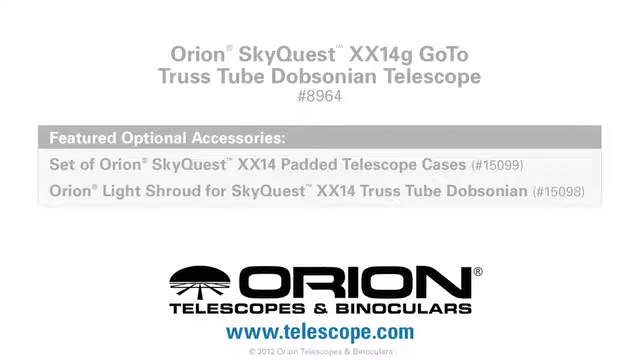 Orion® SkyQuest™ XX14g GoTo
Truss Tube Dobsonian Telescope
#8964
Featured Optional Accessories:
Set of Orion® SkyQuest™ XX14 Padded Telescope Cases (#15099)
Orion® Light Shroud for SkyQuest™ XX14 Truss Tube Dobsonian (#15098)
ORION®
TELESCOPES & BINOCULARS
www.telescope.com
© 2012 Orion Telescopes & Binoculars